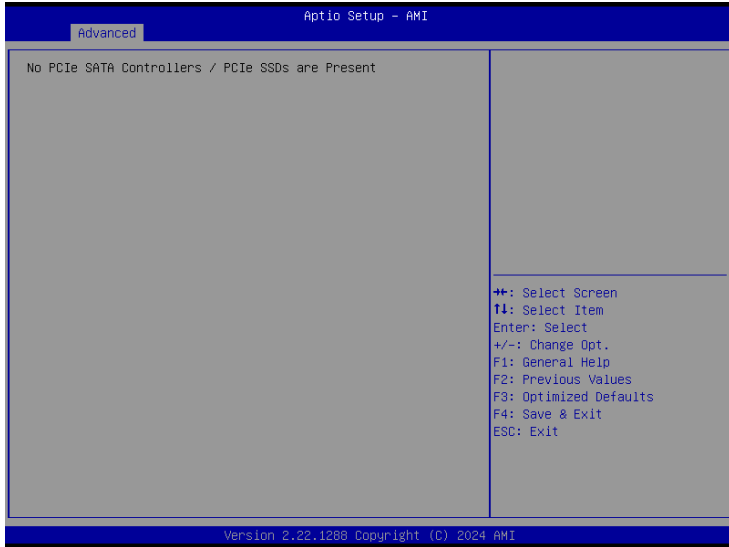 Aptio Setup - AMI
Advanced
No PCIe SATA Controllers / PCIe SSDs are Present
→←: Select Screen
↑↓: Select Item
Enter: Select
+/-: Change Opt.
F1: General Help
F2: Previous Values
F3: Optimized Defaults
F4: Save & Exit
ESC: Exit
Version 2.22.1288 Copyright (C) 2024 AMI